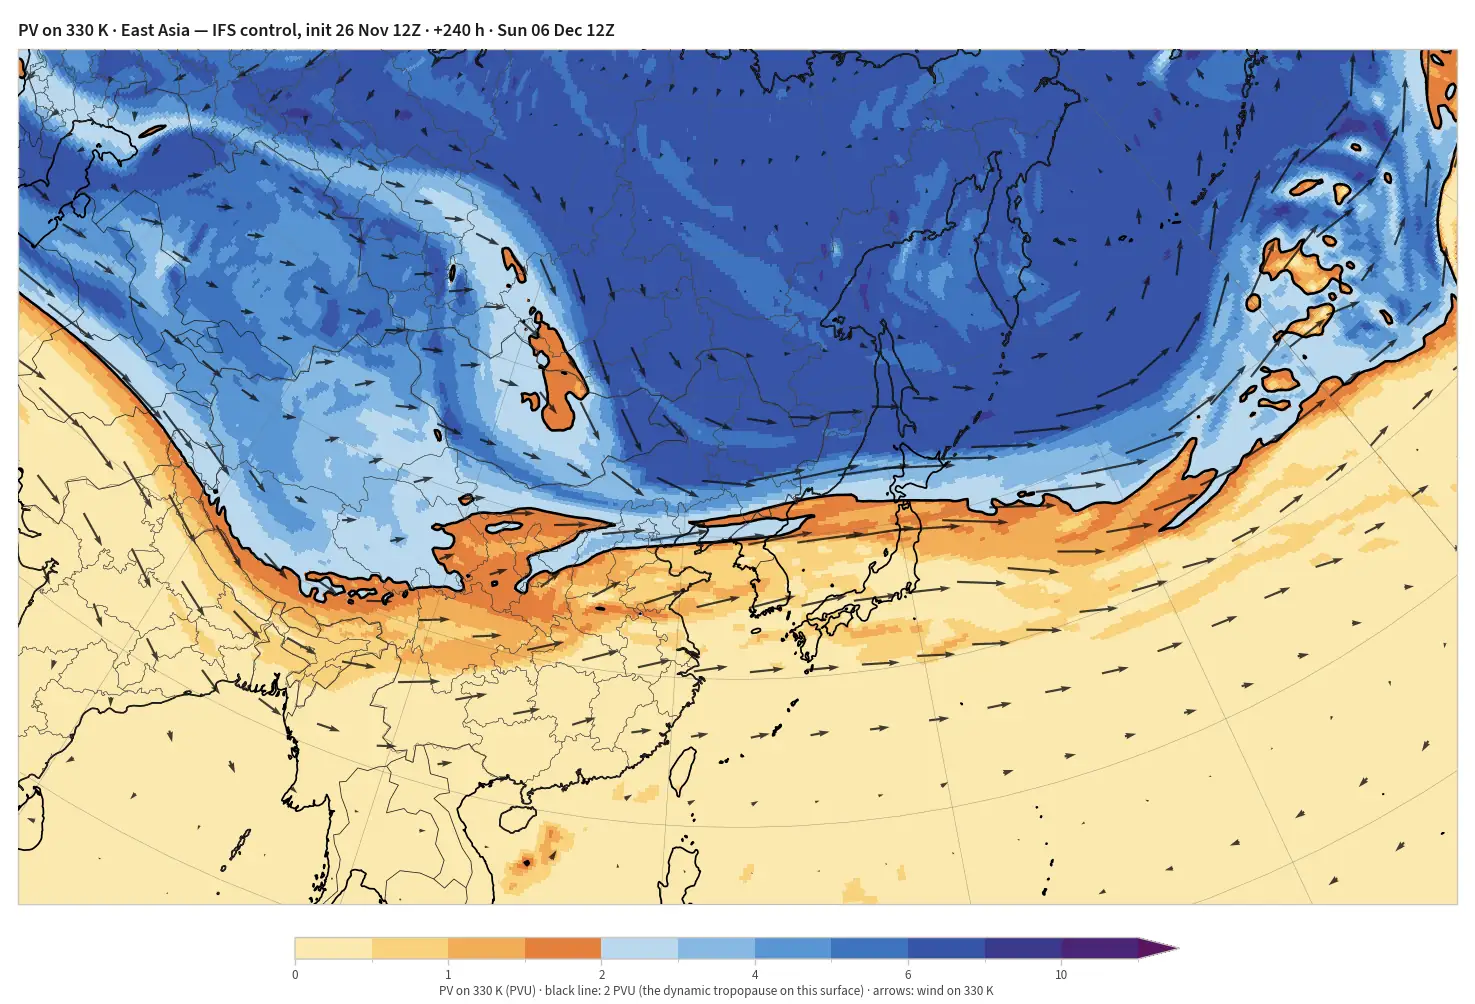 PV on 330 K · East Asia — IFS control, init 26 Nov 12Z · +240 h · Sun 06 Dec 12Z
0 1 2 4 6 10
PV on 330 K (PVU) · black line: 2 PVU (the dynamic tropopause on this surface) · arrows: wind on 330 K